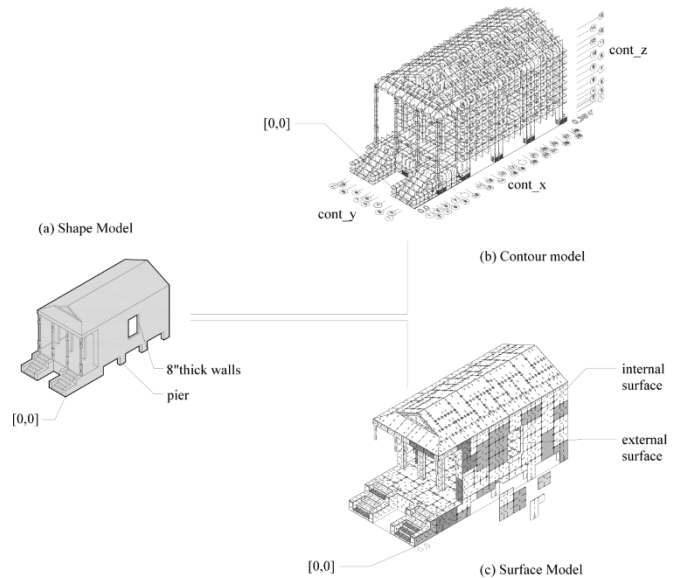 cont_z
[0,0]
cont_x
cont_y
(a) Shape Model
(b) Contour model
8"thick walls
pier
[0,0]
internal
surface
external
surface
[0,0]
(c) Surface Model